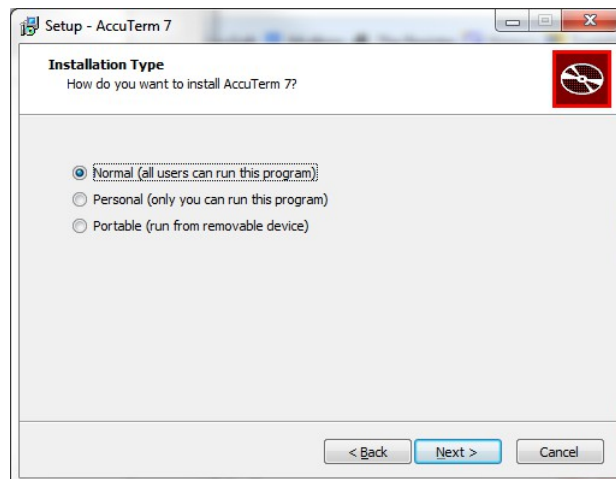 Setup - AccuTerm 7
Installation Type
How do you want to install AccuTerm 7?
Normal (all users can run this program)
Personal (only you can run this program)
Portable (run from removable device)
< Back
Next >
Cancel